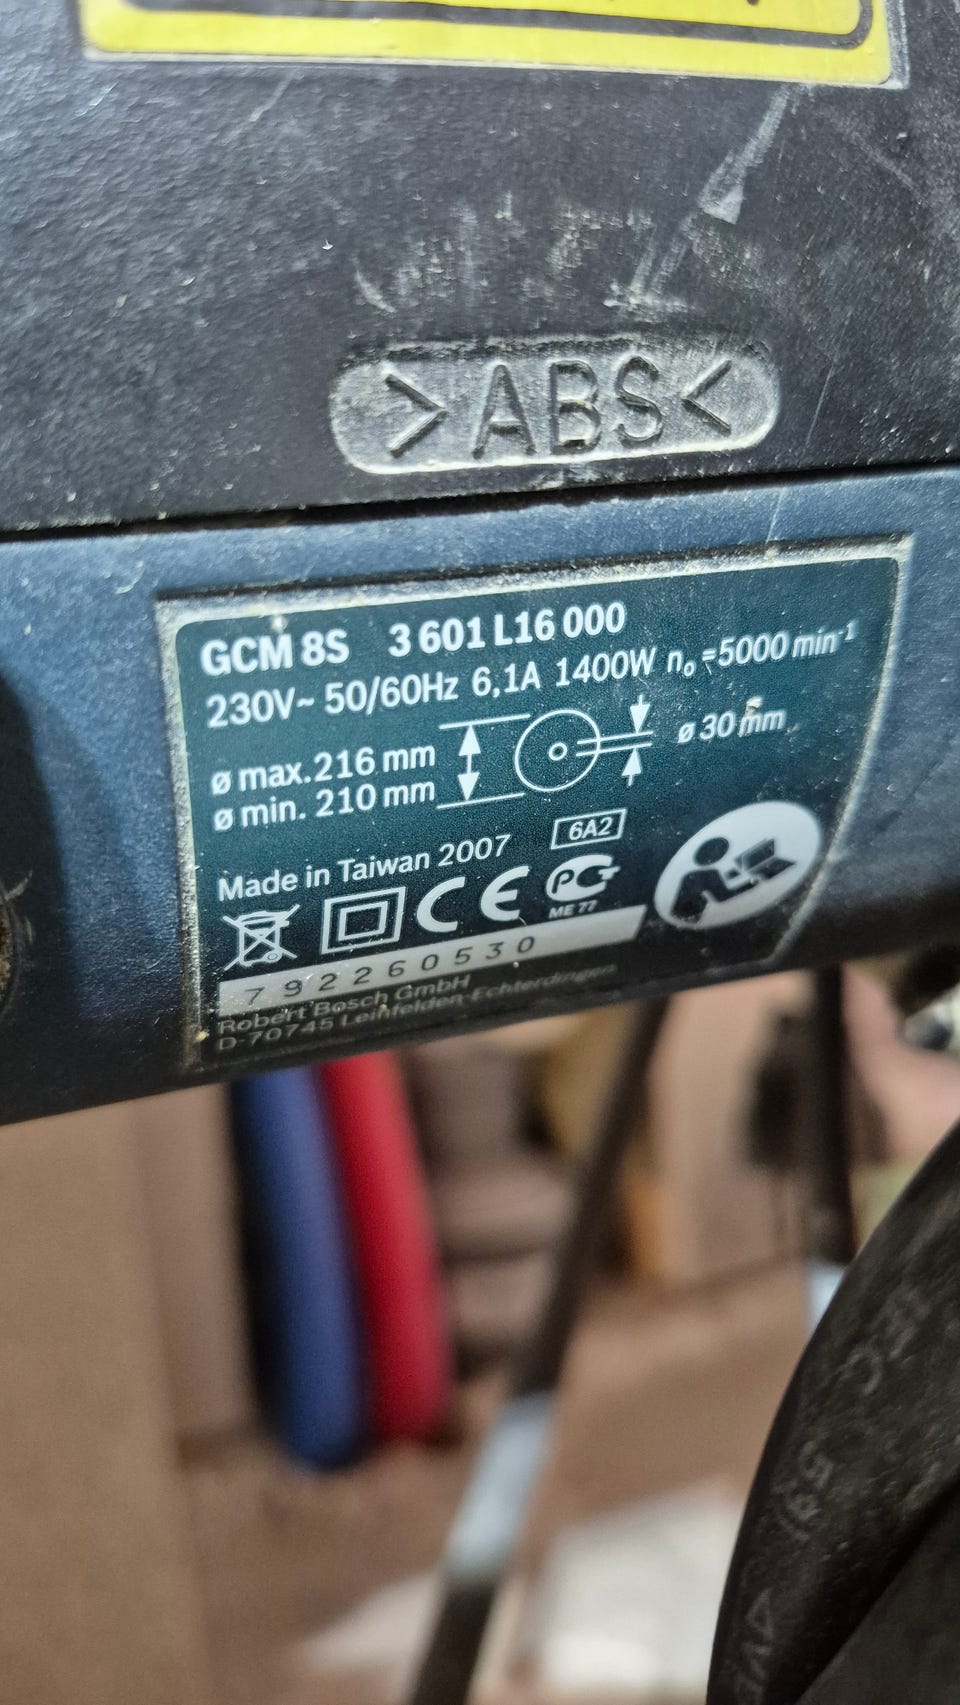 >ABS<
GCM 8S 3 601 L16 000
230V~ 50/60Hz 6,1A 1400W n₀ =5000 min⁻¹
ø max.216 mm
ø min. 210 mm
ø 30 mm
6A2
Made in Taiwan 2007
CE
PC
ME 77
792260530
Robert Bosch GmbH
D-70745 Leinfelden-Echterdingen